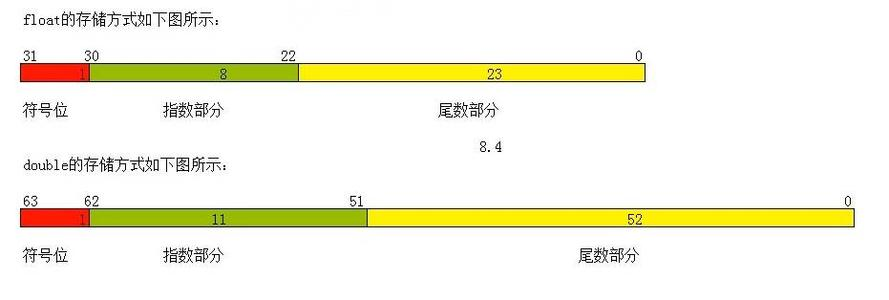 float的存储方式如下图所示:
31 30 22 0
1 8 23
符号位 指数部分 尾数部分
8.4
double的存储方式如下图所示:
63 62 51 0
1 11 52
符号位 指数部分 尾数部分